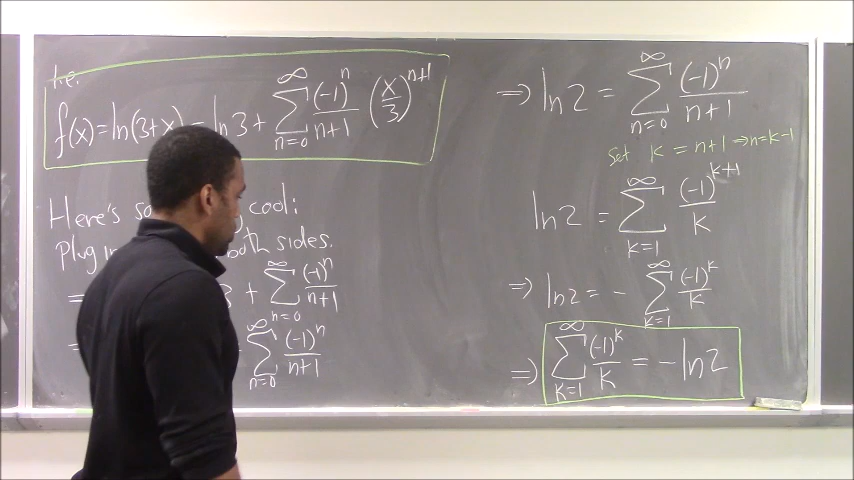 i.e.
f(x) = ln(3+x) = ln 3 + ∑_{n=0}^{∞} (-1)^n/(n+1) (x/3)^{n+1}
Here's cool:
Plug in both sides.
3 + ∑_{n=0}^{∞} (-1)^n/(n+1)
= ∑_{n=0}^{∞} (-1)^n/(n+1)
⇒ ln 2 = ∑_{n=0}^{∞} (-1)^n/(n+1)
Set k = n+1 → n=k-1
ln 2 = ∑_{k=1}^{∞} (-1)^{k+1}/k
⇒ ln 2 = - ∑_{k=1}^{∞} (-1)^k/k
⇒ ∑_{k=1}^{∞} (-1)^k/k = -ln 2